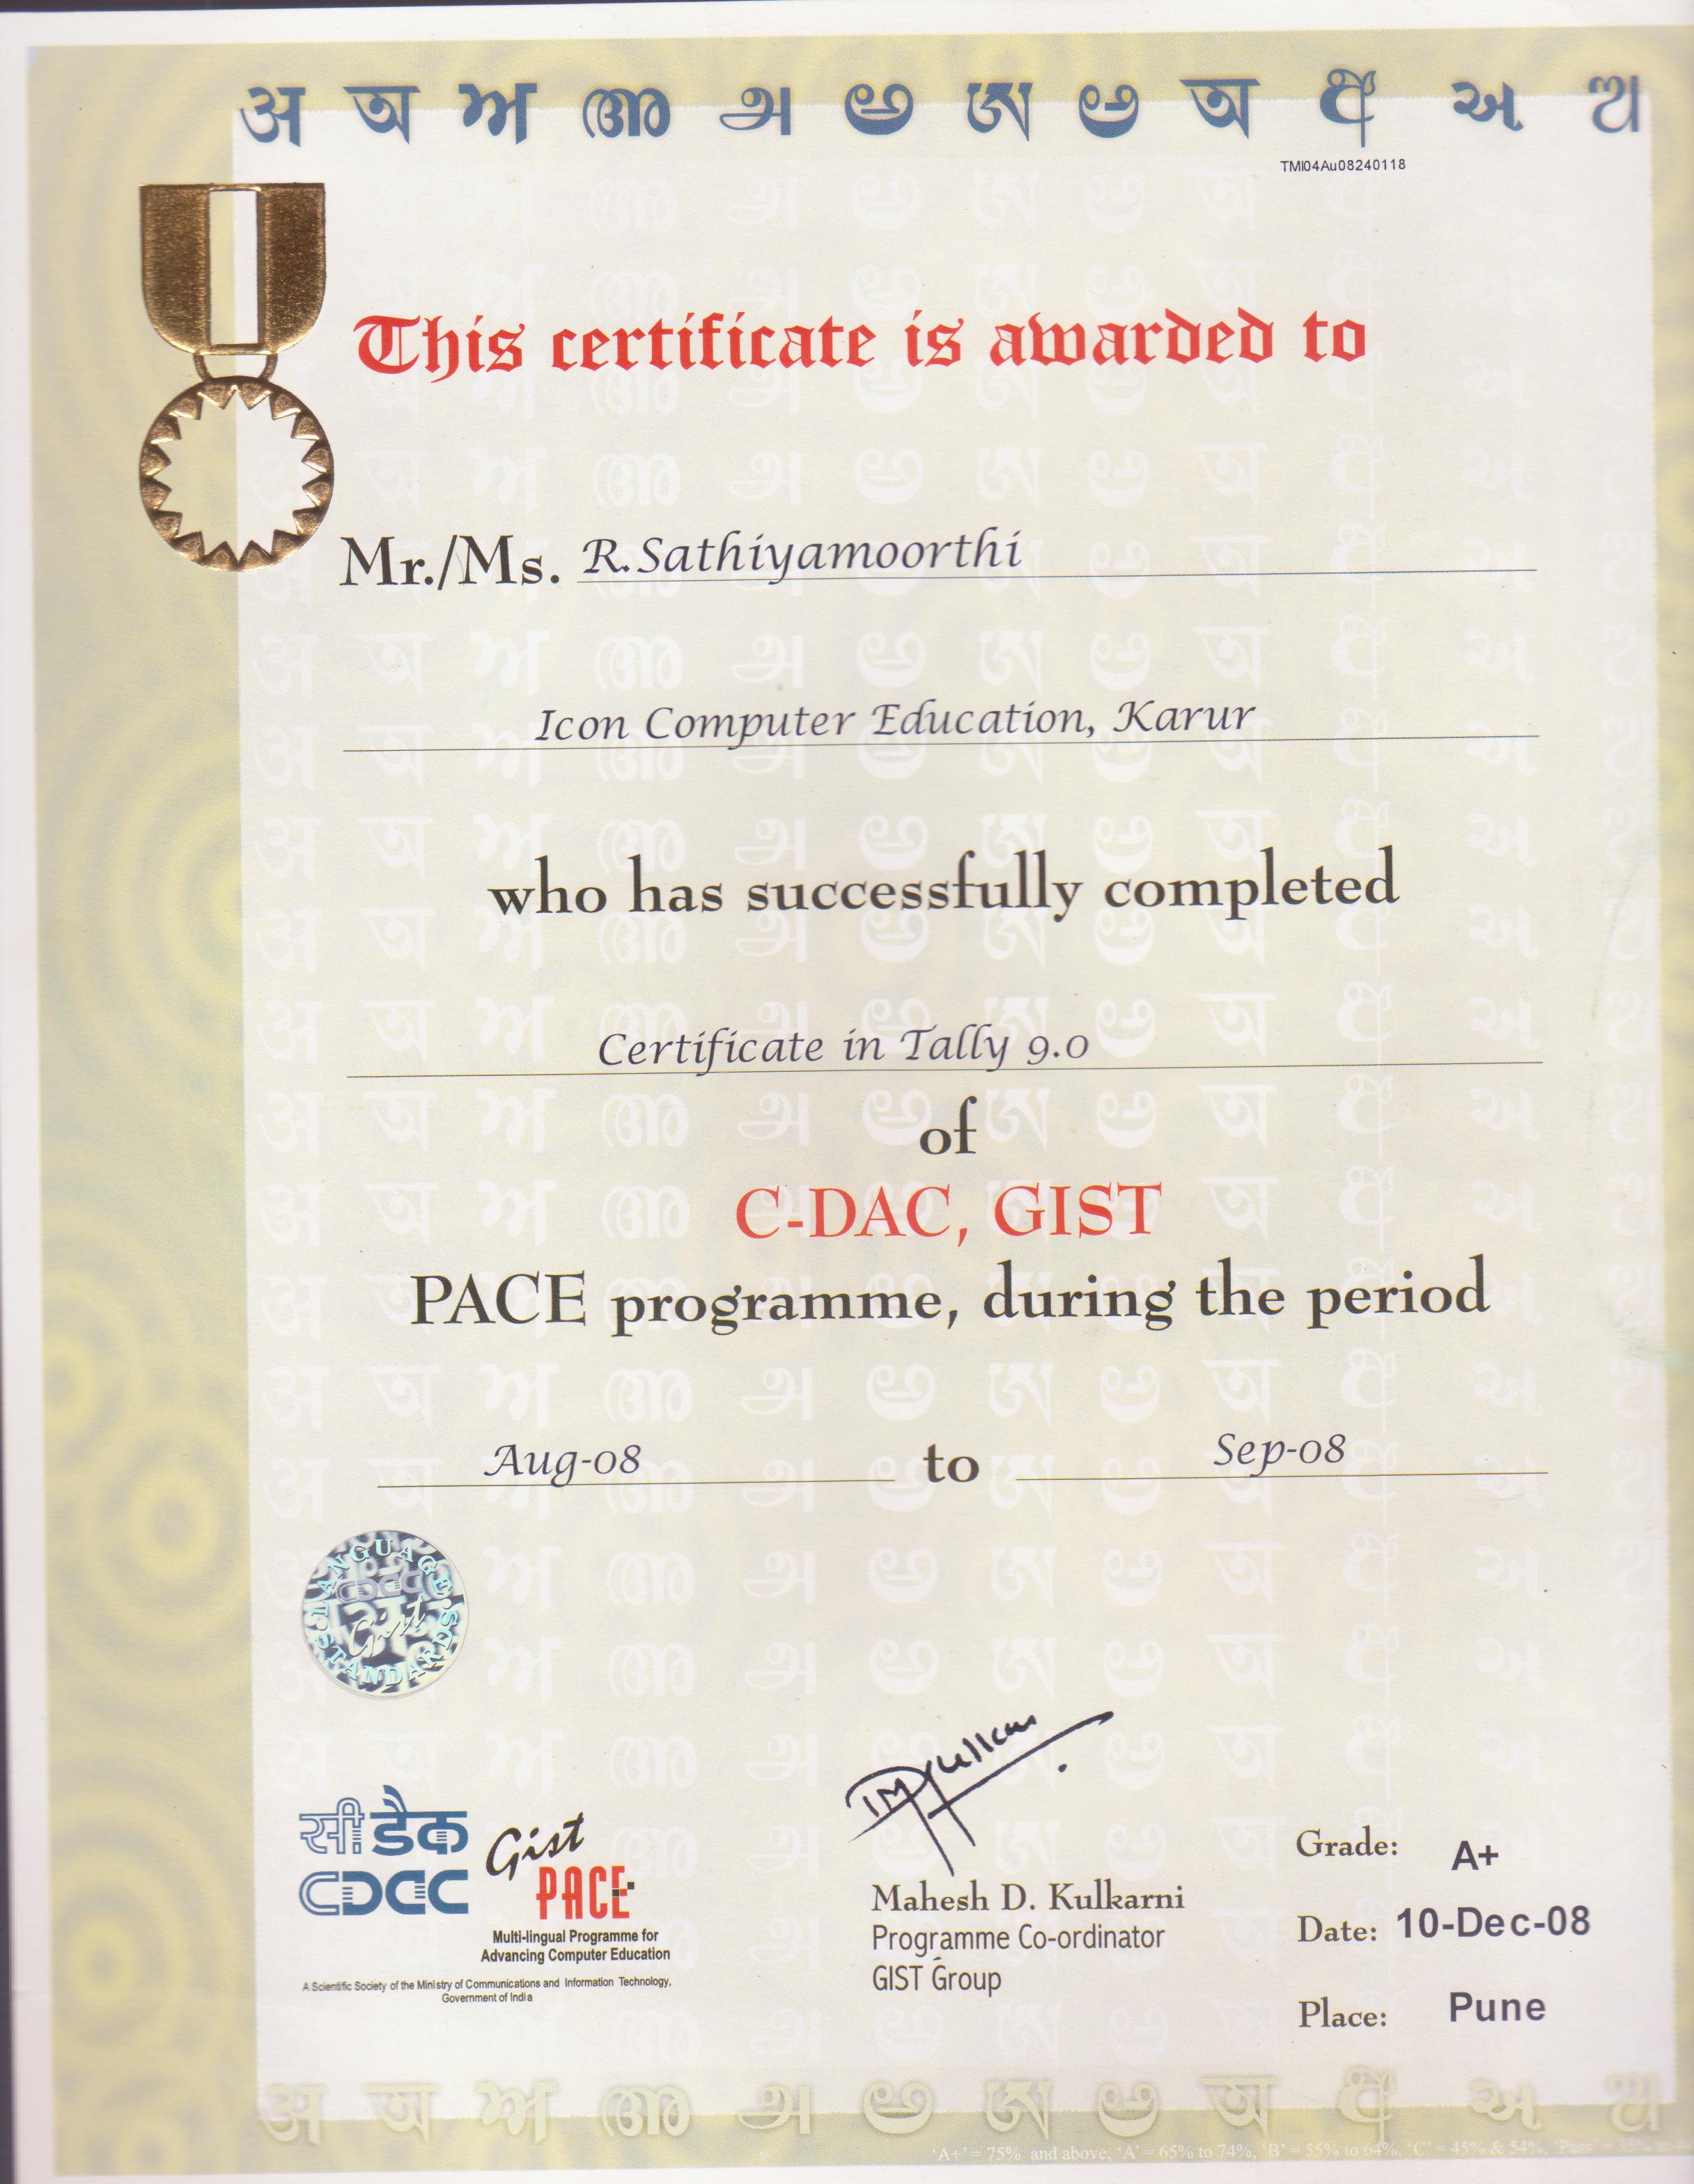 अ অ ਅ അ அ అ অ ಅ অ ଅ અ
TMI04Au08240118
This certificate is awarded to
Mr./Ms. R.Sathiyamoorthi
Icon Computer Education, Karur
who has successfully completed
Certificate in Tally 9.0
of
C-DAC, GIST
PACE programme, during the period
Aug-08 to Sep-08
LANGUAGE
CDAC
Gist
STANDARDS
सी डैक
CDAC
Gist
PACE
Multi-lingual Programme for
Advancing Computer Education
A Scientific Society of the Ministry of Communications and Information Technology,
Government of India
Mahesh D. Kulkarni
Programme Co-ordinator
GIST Group
Grade: A+
Date: 10-Dec-08
Place: Pune
'A+' = 75% and above, 'A' = 65% to 74%, 'B' = 55% to 64%, 'C' = 45% & 54%, 'Pass' = 35%